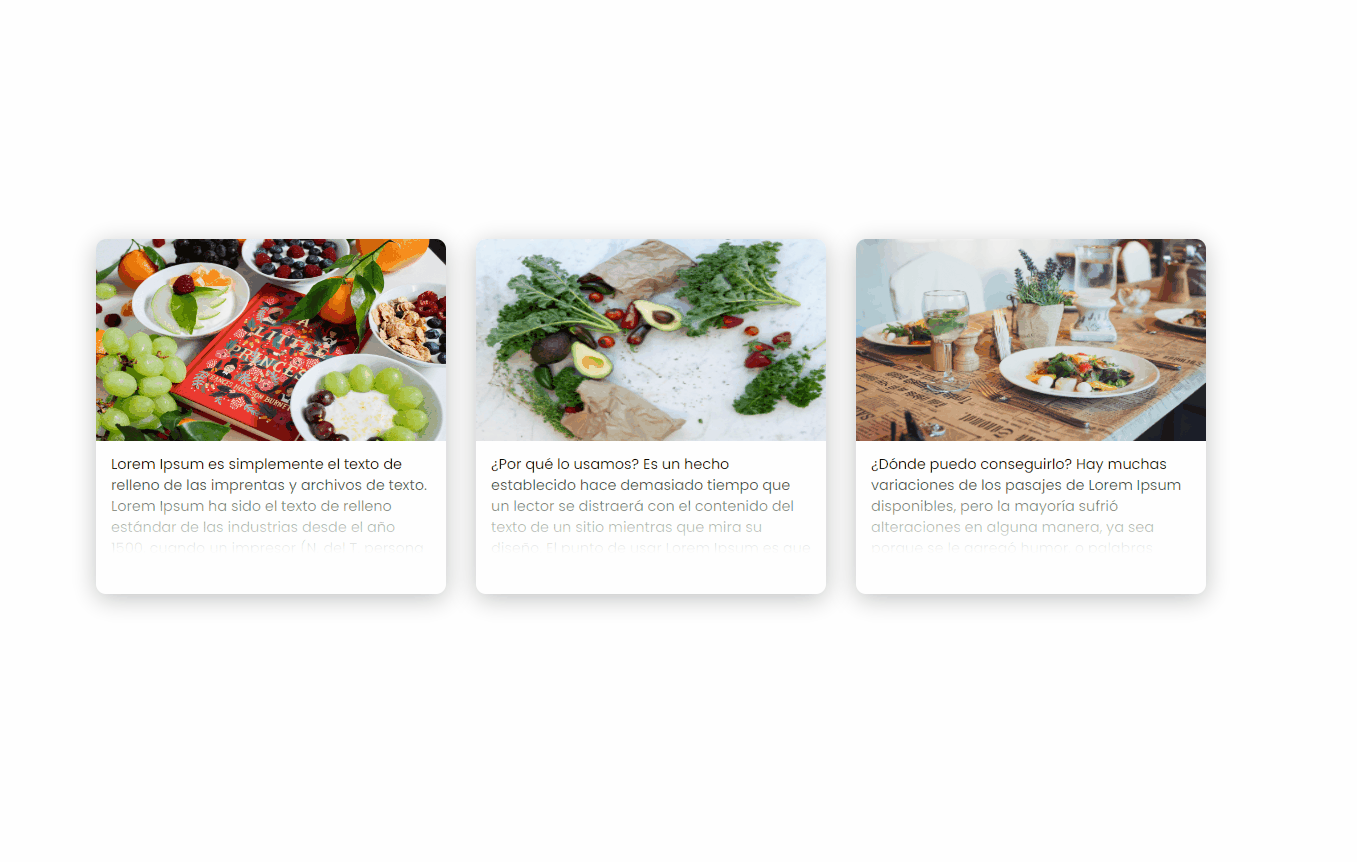 A
LITTLE
PRINCESS
Lorem Ipsum es simplemente el texto de
relleno de las imprentas y archivos de texto.
Lorem Ipsum ha sido el texto de relleno
estándar de las industrias desde el año
1500, cuando un impresor (N. del T. persona
¿Por qué lo usamos? Es un hecho
establecido hace demasiado tiempo que
un lector se distraerá con el contenido del
texto de un sitio mientras que mira su
diseño. El punto de usar Lorem Ipsum es que
¿Dónde puedo conseguirlo? Hay muchas
variaciones de los pasajes de Lorem Ipsum
disponibles, pero la mayoría sufrió
alteraciones en alguna manera, ya sea
porque se le agregó humor, o palabras